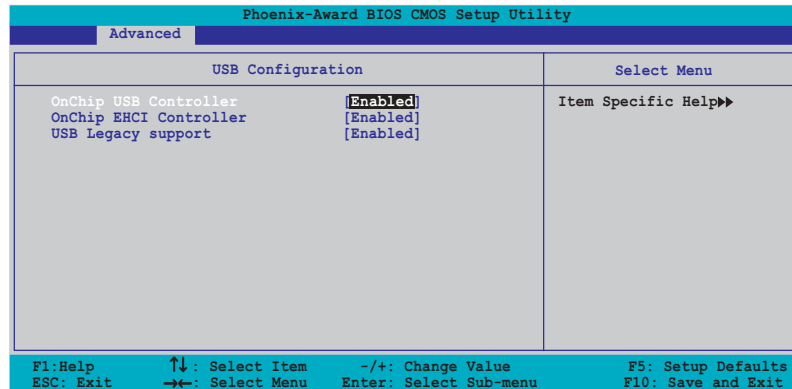 Phoenix-Award BIOS CMOS Setup Utility
Advanced
USB Configuration
Select Menu
OnChip USB Controller [Enabled]
OnChip EHCI Controller [Enabled]
USB Legacy support [Enabled]
Item Specific Help▶▶
F1:Help ↑↓: Select Item -/+: Change Value F5: Setup Defaults
ESC: Exit →←: Select Menu Enter: Select Sub-menu F10: Save and Exit